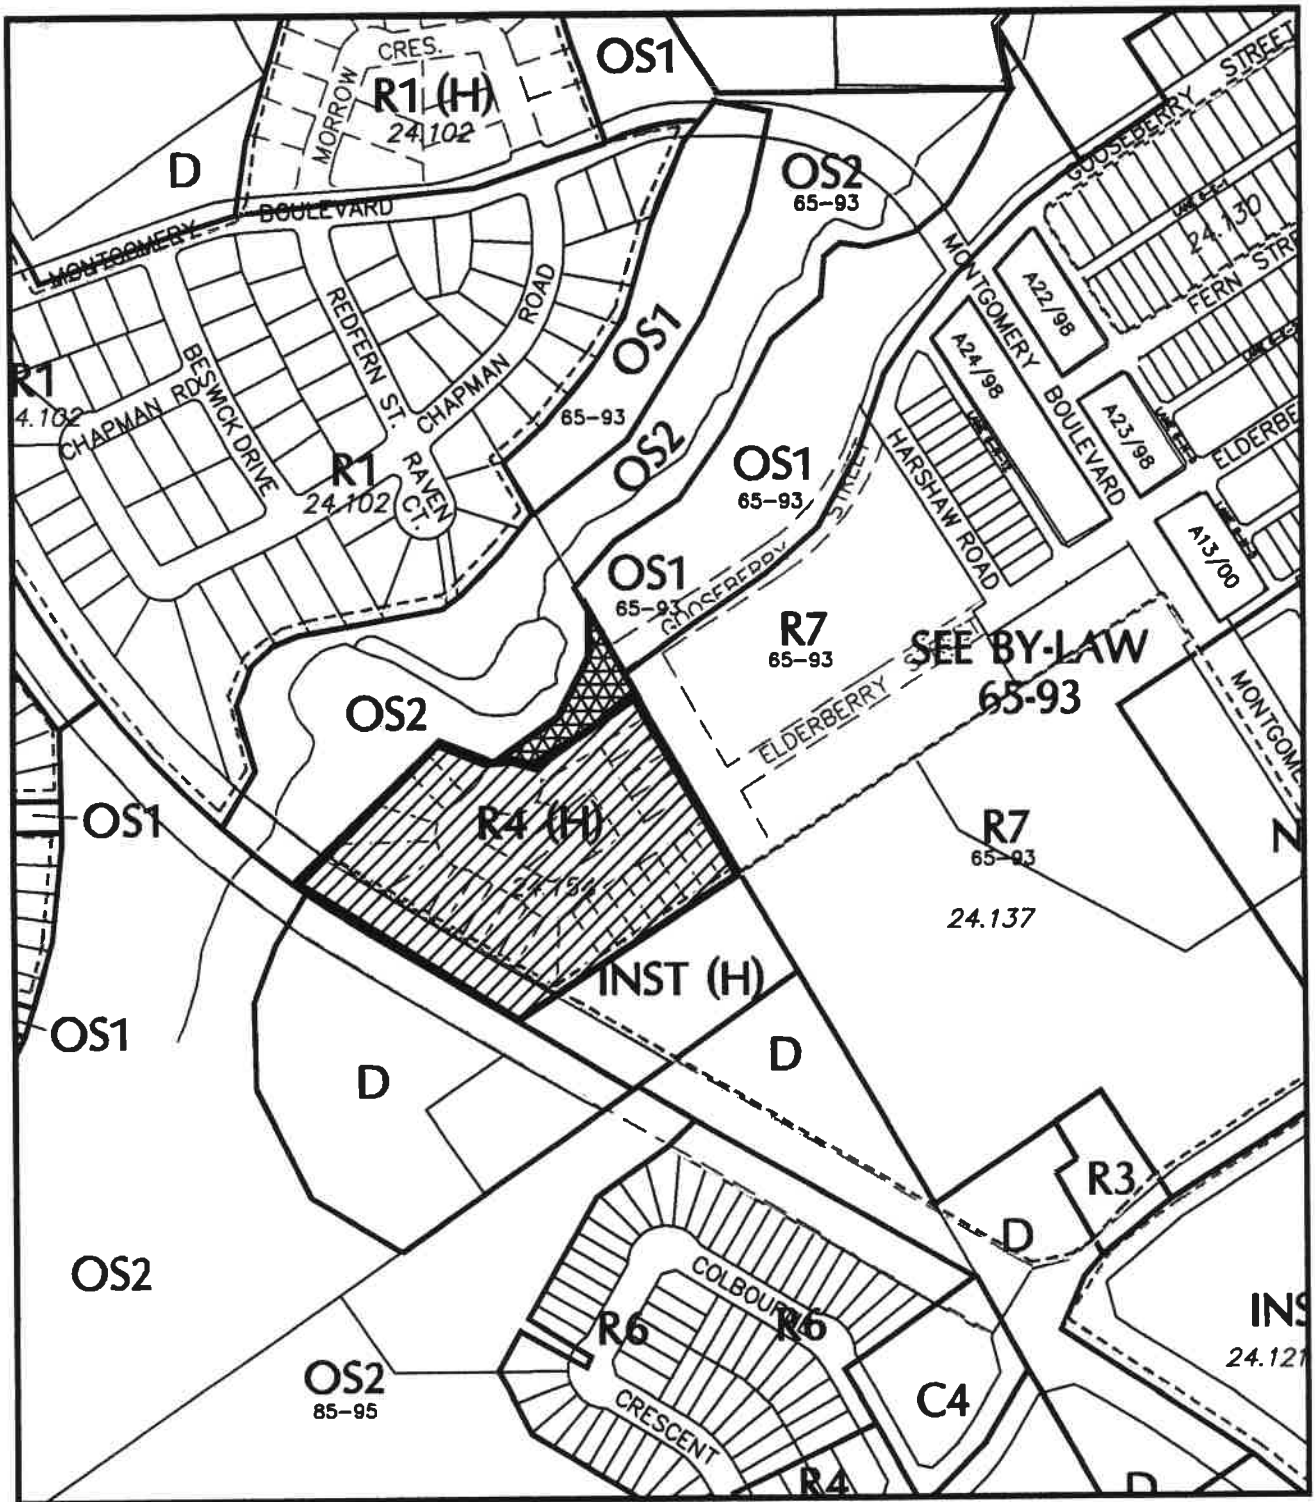 CRES.
OS1
STREET
R1 (H)
24.102
MORROW
GOOSEBERRY
D
OS2
65-93
BOULEVARD
MONTGOMERY
24.130
FERN STRE
MONTGOMERY BOULEVARD
A22/98
ROAD
REDFERN ST.
OS1
65-93
A24/98
R1
4.102
CHAPMAN RD
BESWICK DRIVE
CHAPMAN
A23/98
ELDERBE
OS2
HARSHAW ROAD
R1
24.102
RAVEN CT.
OS1
65-93
STREET
A13/00
OS1
65-93
GOOSEBERRY
R7
65-93
SEE BY-LAW
65-93
ELDERBERRY
MONTGOME
OS2
OS1
R4 (H)
R7
65-93
N
24.137
INST (H)
OS1
D
D
R3
D
OS2
COLBOURNE
R6
R6
INS
24.121
OS2
85-95
C4
CRESCENT
R4
D